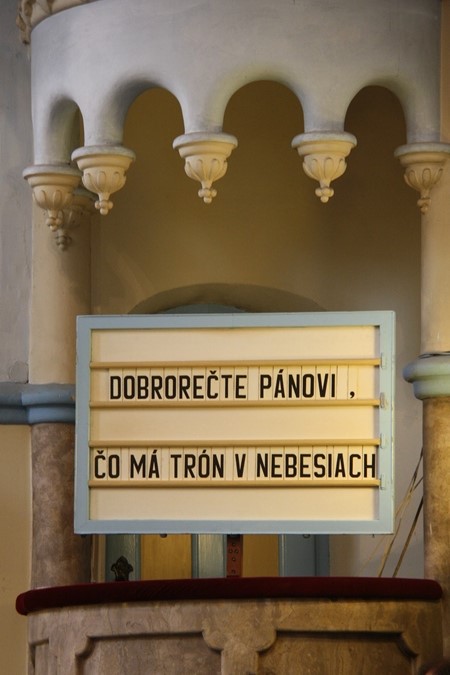 DOBROREČTE PÁNOVI ,
ČO MÁ TRÓN V NEBESIACH